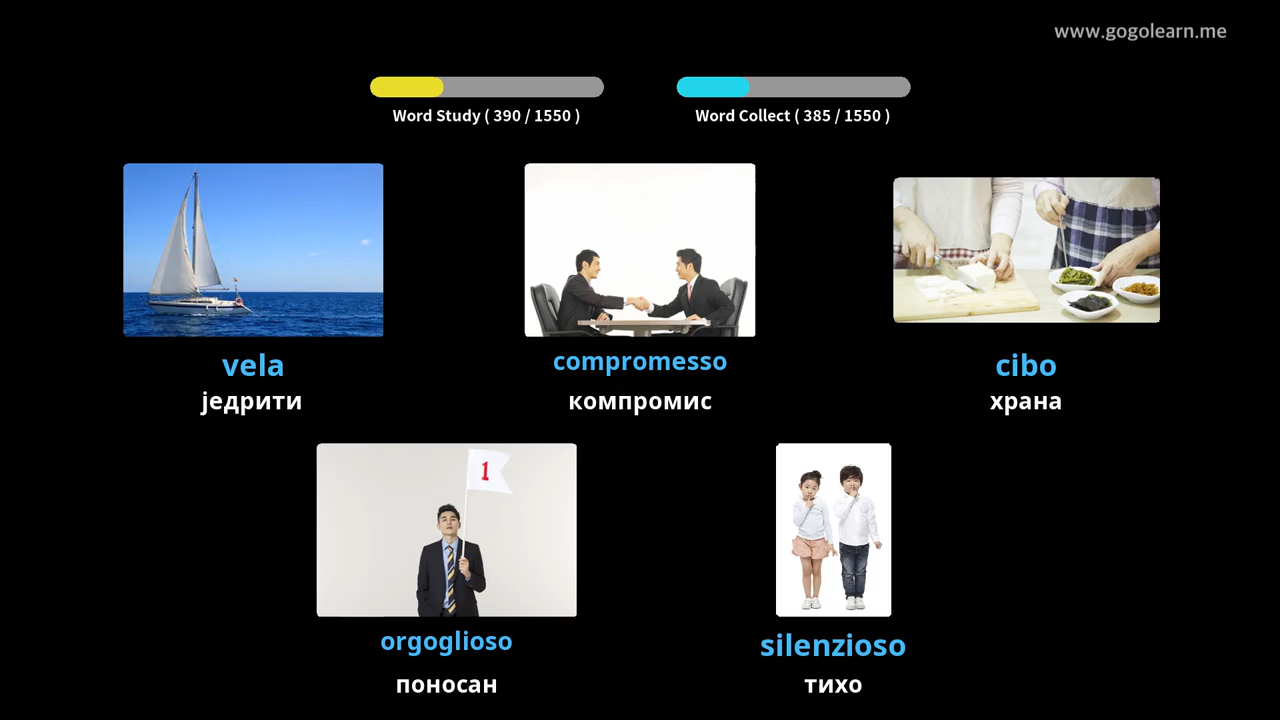 www.gogolearn.me
Word Study ( 390 / 1550 )
Word Collect ( 385 / 1550 )
vela
једрити
compromesso
компромис
cibo
храна
1
orgoglioso
поносан
silenzioso
тихо